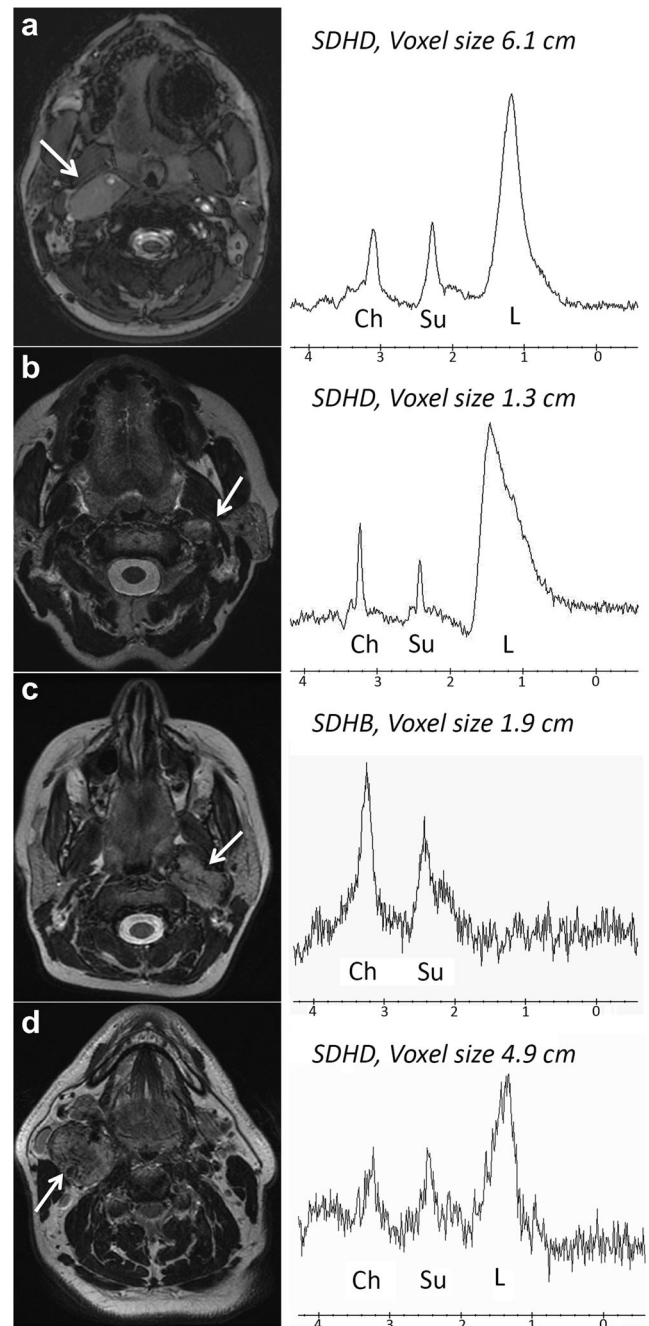 a
SDHD, Voxel size 6.1 cm
Ch Su L
4 3 2 1 0
b
SDHD, Voxel size 1.3 cm
Ch Su L
4 3 2 1 0
c
SDHB, Voxel size 1.9 cm
Ch Su
4 3 2 1 0
d
SDHD, Voxel size 4.9 cm
Ch Su L
4 3 2 1 0